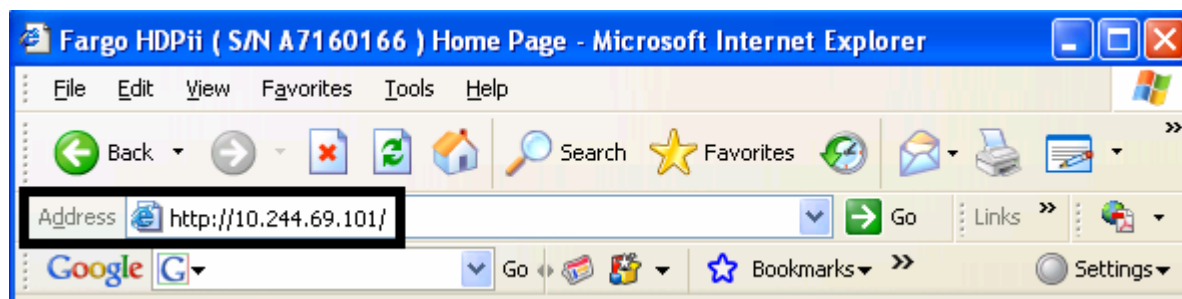 Fargo HDPii ( S/N A7160166 ) Home Page - Microsoft Internet Explorer
File Edit View Favorites Tools Help
Back Search Favorites »
Address http://10.244.69.101/ Go Links »
Google G Go Bookmarks » Settings